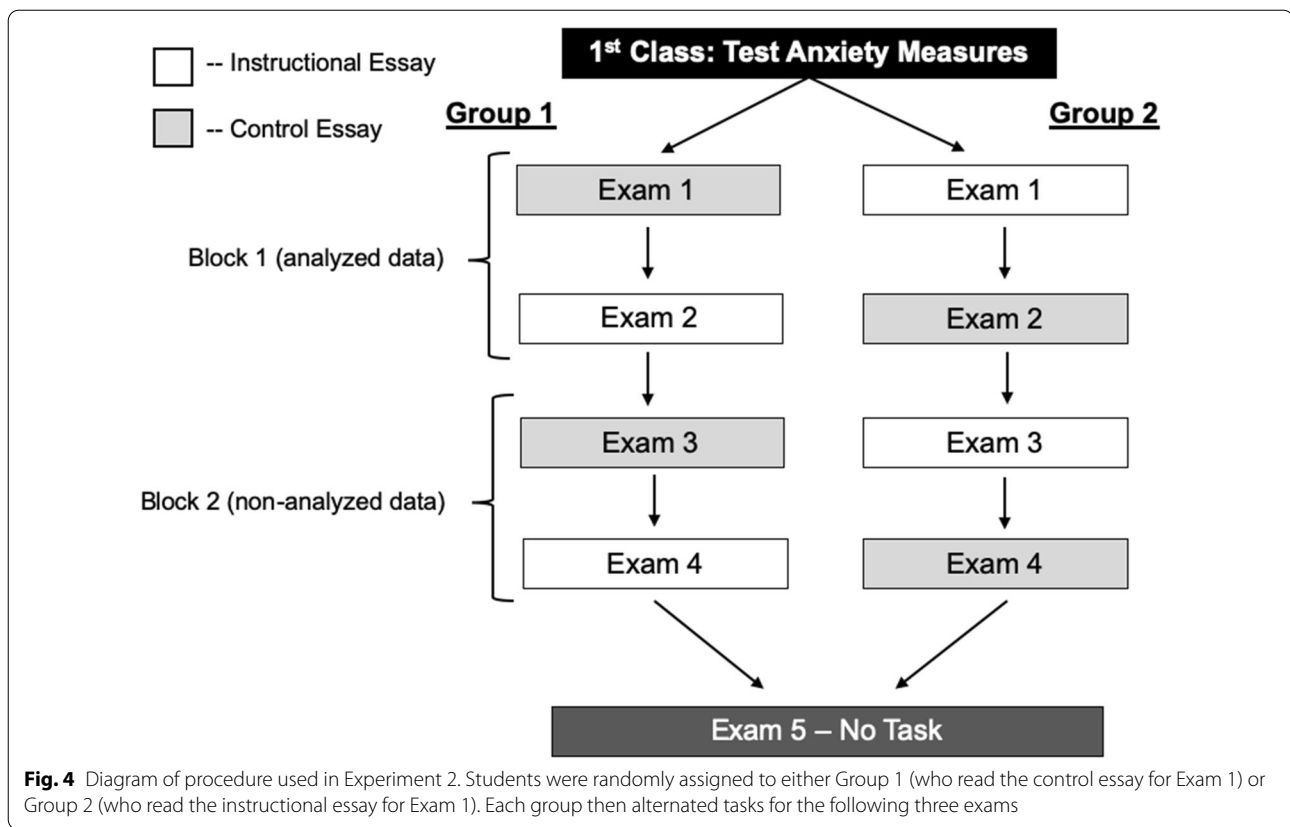 1st Class: Test Anxiety Measures
-- Instructional Essay
-- Control Essay
Group 1
Group 2
Exam 1
Exam 1
Block 1 (analyzed data)
Exam 2
Exam 2
Exam 3
Exam 3
Block 2 (non-analyzed data)
Exam 4
Exam 4
Exam 5 – No Task
Fig. 4 Diagram of procedure used in Experiment 2. Students were randomly assigned to either Group 1 (who read the control essay for Exam 1) or
Group 2 (who read the instructional essay for Exam 1). Each group then alternated tasks for the following three exams